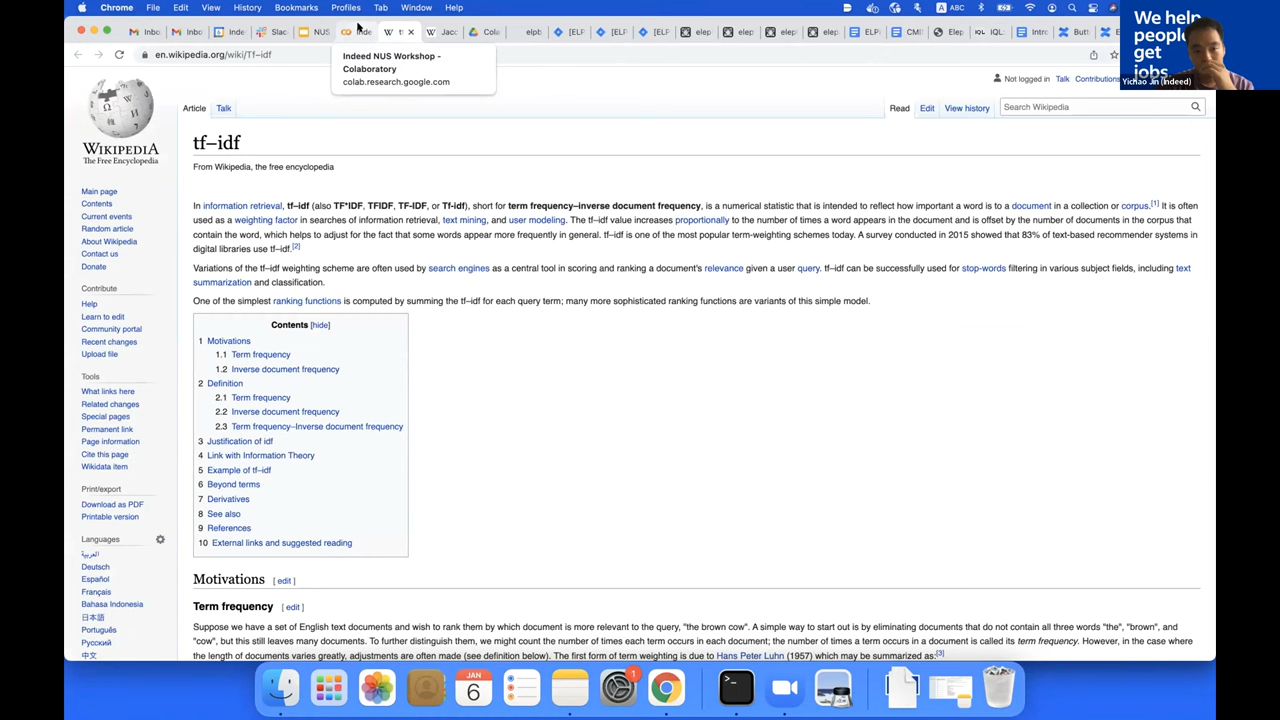 Chrome File Edit View History Bookmarks Profiles Tab Window Help
ABC
Inbo Inbo Indee Slac NUS Inde W ti Jacc Cola elpb [ELP [ELP [ELP elep elep elep elep ELPI CMI Origi Intro Butt
en.wikipedia.org/wiki/Tf–idf
Indeed NUS Workshop -
Colaboratory
colab.research.google.com
We help
people
get
jobs.
Yichao Jin (Indeed)
Not logged in Talk Contributions
WIKIPEDIA
The Free Encyclopedia
Article Talk
Read Edit View history
Search Wikipedia
Main page
Contents
Current events
Random article
About Wikipedia
Contact us
Donate
Contribute
Help
Learn to edit
Community portal
Recent changes
Upload file
Tools
What links here
Related changes
Special pages
Permanent link
Page information
Cite this page
Wikidata item
Print/export
Download as PDF
Printable version
Languages
العربية
Deutsch
Español
Français
Bahasa Indonesia
日本語
Português
Русский
中文
tf–idf
From Wikipedia, the free encyclopedia
In information retrieval, tf–idf (also TF*IDF, TFIDF, TF-IDF, or Tf-idf), short for term frequency–inverse document frequency, is a numerical statistic that is intended to reflect how important a word is to a document in a collection or corpus.[1] It is often
used as a weighting factor in searches of information retrieval, text mining, and user modeling. The tf–idf value increases proportionally to the number of times a word appears in the document and is offset by the number of documents in the corpus that
contain the word, which helps to adjust for the fact that some words appear more frequently in general. tf–idf is one of the most popular term-weighting schemes today. A survey conducted in 2015 showed that 83% of text-based recommender systems in
digital libraries use tf–idf.[2]
Variations of the tf–idf weighting scheme are often used by search engines as a central tool in scoring and ranking a document's relevance given a user query. tf–idf can be successfully used for stop-words filtering in various subject fields, including text
summarization and classification.
One of the simplest ranking functions is computed by summing the tf–idf for each query term; many more sophisticated ranking functions are variants of this simple model.
Contents [hide]
1 Motivations
1.1 Term frequency
1.2 Inverse document frequency
2 Definition
2.1 Term frequency
2.2 Inverse document frequency
2.3 Term frequency–Inverse document frequency
3 Justification of idf
4 Link with Information Theory
5 Example of tf–idf
6 Beyond terms
7 Derivatives
8 See also
9 References
10 External links and suggested reading
Motivations [ edit ]
Term frequency [ edit ]
Suppose we have a set of English text documents and wish to rank them by which document is more relevant to the query, "the brown cow". A simple way to start out is by eliminating documents that do not contain all three words "the", "brown", and
"cow", but this still leaves many documents. To further distinguish them, we might count the number of times each term occurs in each document; the number of times a term occurs in a document is called its term frequency. However, in the case where
the length of documents varies greatly, adjustments are often made (see definition below). The first form of term weighting is due to Hans Peter Luhn (1957) which may be summarized as:[3]
JAN
6
1